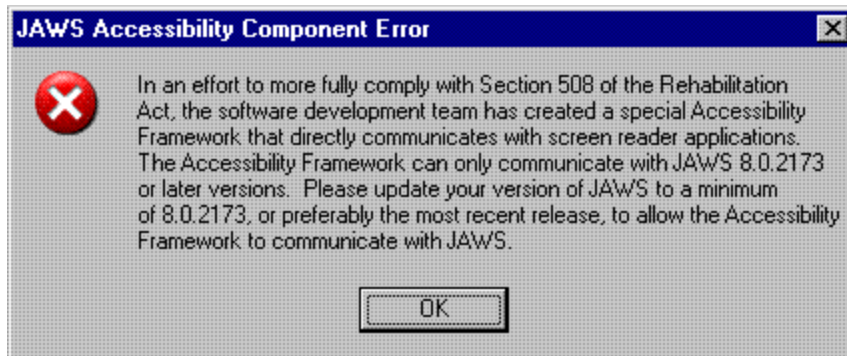 JAWS Accessibility Component Error
In an effort to more fully comply with Section 508 of the Rehabilitation
Act, the software development team has created a special Accessibility
Framework that directly communicates with screen reader applications.
The Accessibility Framework can only communicate with JAWS 8.0.2173
or later versions.  Please update your version of JAWS to a minimum
of 8.0.2173, or preferably the most recent release, to allow the Accessibility
Framework to communicate with JAWS.
OK